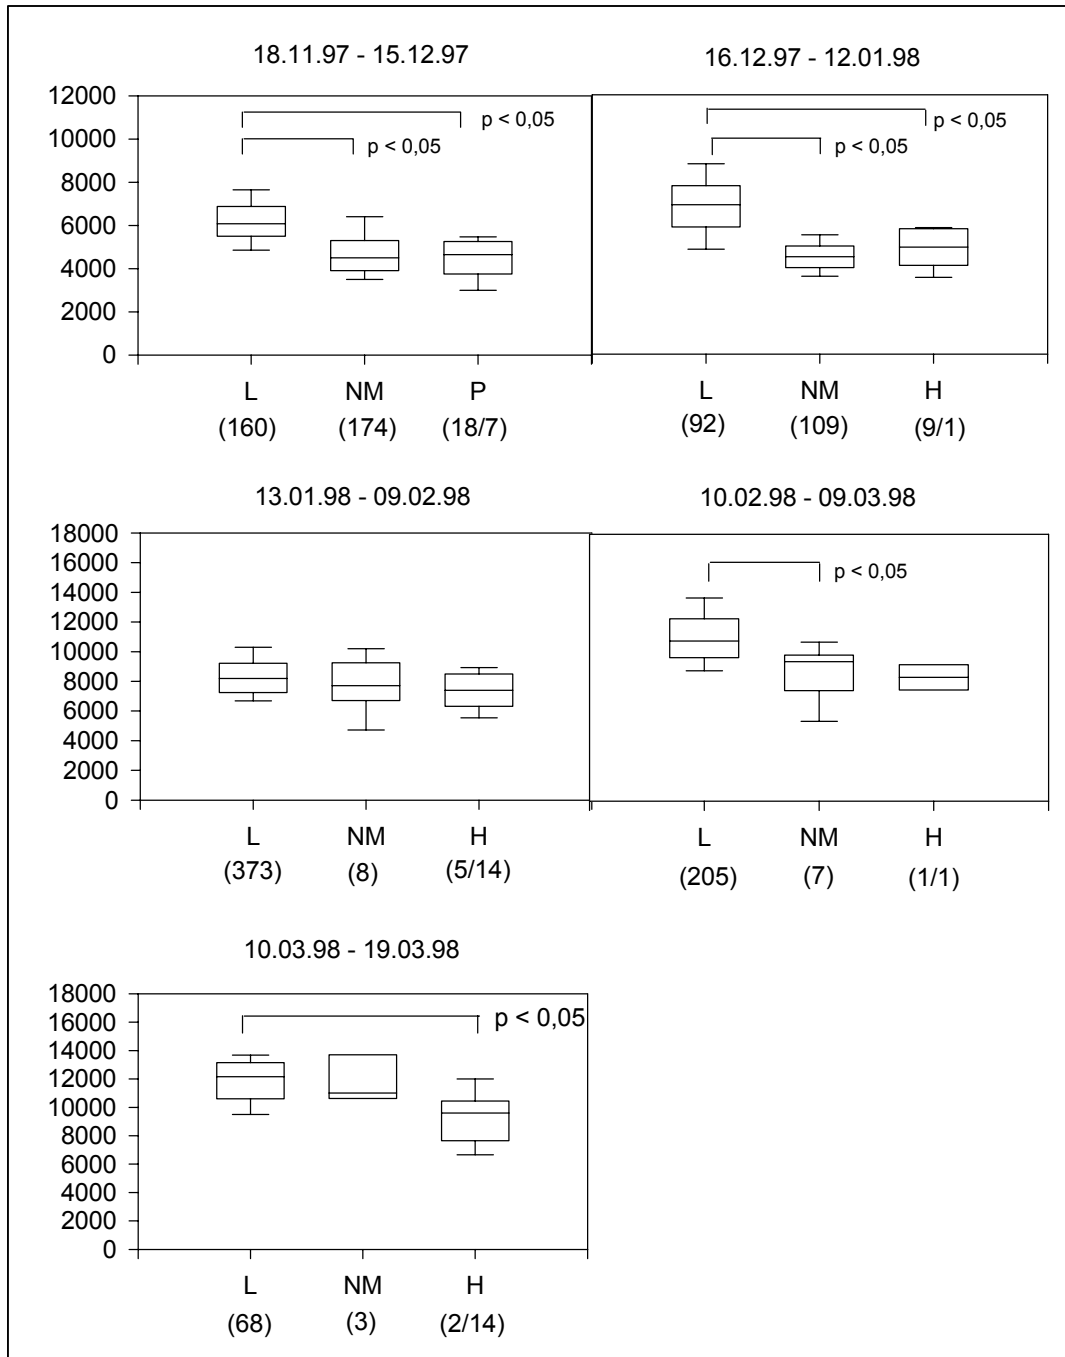 18.11.97 - 15.12.97
12000
10000
8000
6000
4000
2000
0
p < 0,05
p < 0,05
L NM P
(160) (174) (18/7)
16.12.97 - 12.01.98
p < 0,05
p < 0,05
L NM H
(92) (109) (9/1)
13.01.98 - 09.02.98
18000
16000
14000
12000
10000
8000
6000
4000
2000
0
L NM H
(373) (8) (5/14)
10.02.98 - 09.03.98
p < 0,05
L NM H
(205) (7) (1/1)
10.03.98 - 19.03.98
18000
16000
14000
12000
10000
8000
6000
4000
2000
0
p < 0,05
L NM H
(68) (3) (2/14)